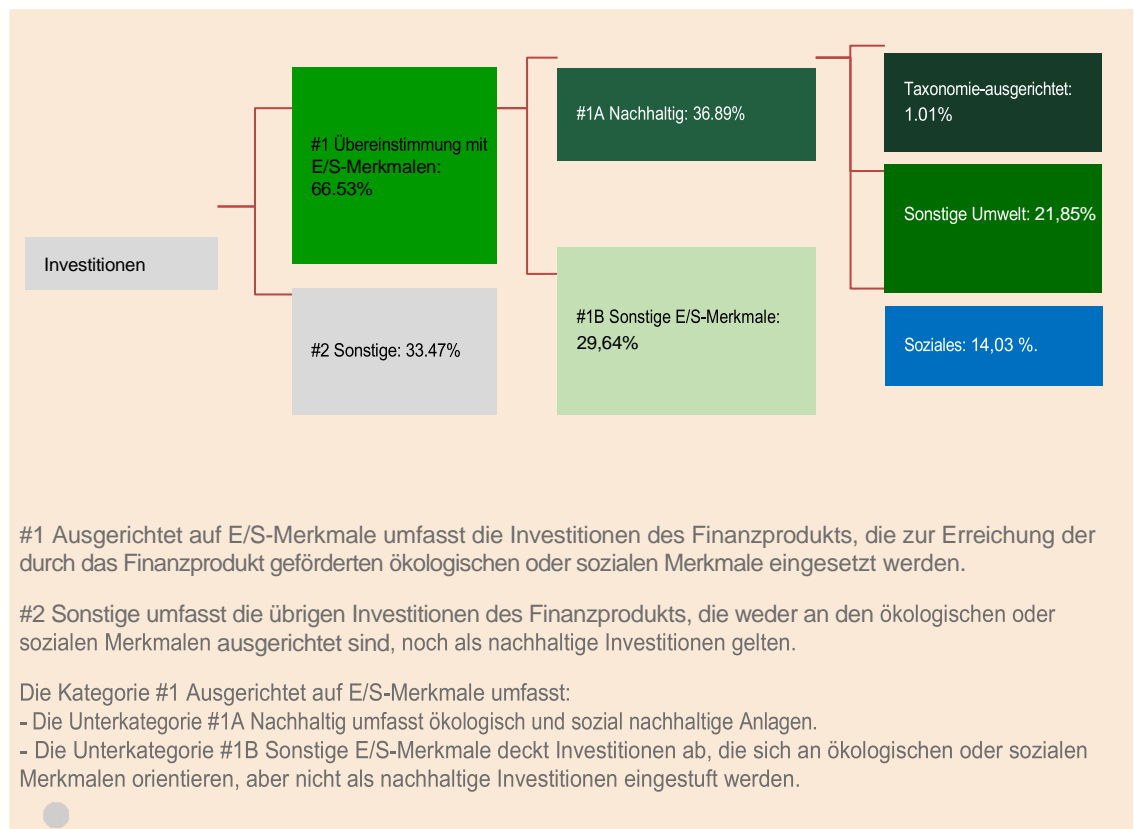 Investitionen
#1 Übereinstimmung mit
E/S-Merkmalen:
66.53%
#2 Sonstige: 33.47%
#1A Nachhaltig: 36.89%
#1B Sonstige E/S-Merkmale:
29,64%
Taxonomie-ausgerichtet:
1.01%
Sonstige Umwelt: 21,85%
Soziales: 14,03 %.
#1 Ausgerichtet auf E/S-Merkmale umfasst die Investitionen des Finanzprodukts, die zur Erreichung der
durch das Finanzprodukt geförderten ökologischen oder sozialen Merkmale eingesetzt werden.
#2 Sonstige umfasst die übrigen Investitionen des Finanzprodukts, die weder an den ökologischen oder
sozialen Merkmalen ausgerichtet sind, noch als nachhaltige Investitionen gelten.
Die Kategorie #1 Ausgerichtet auf E/S-Merkmale umfasst:
- Die Unterkategorie #1A Nachhaltig umfasst ökologisch und sozial nachhaltige Anlagen.
- Die Unterkategorie #1B Sonstige E/S-Merkmale deckt Investitionen ab, die sich an ökologischen oder sozialen
Merkmalen orientieren, aber nicht als nachhaltige Investitionen eingestuft werden.